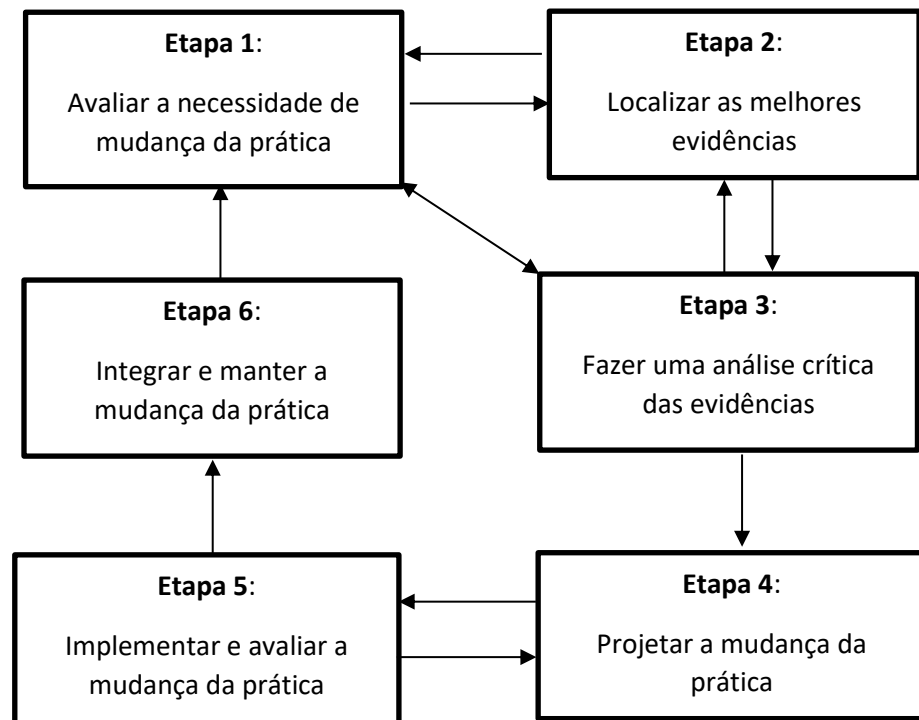 Etapa 1:
Avaliar a necessidade de
mudança da prática
Etapa 2:
Localizar as melhores
evidências
Etapa 6:
Integrar e manter a
mudança da prática
Etapa 3:
Fazer uma análise crítica
das evidências
Etapa 5:
Implementar e avaliar a
mudança da prática
Etapa 4:
Projetar a mudança da
prática